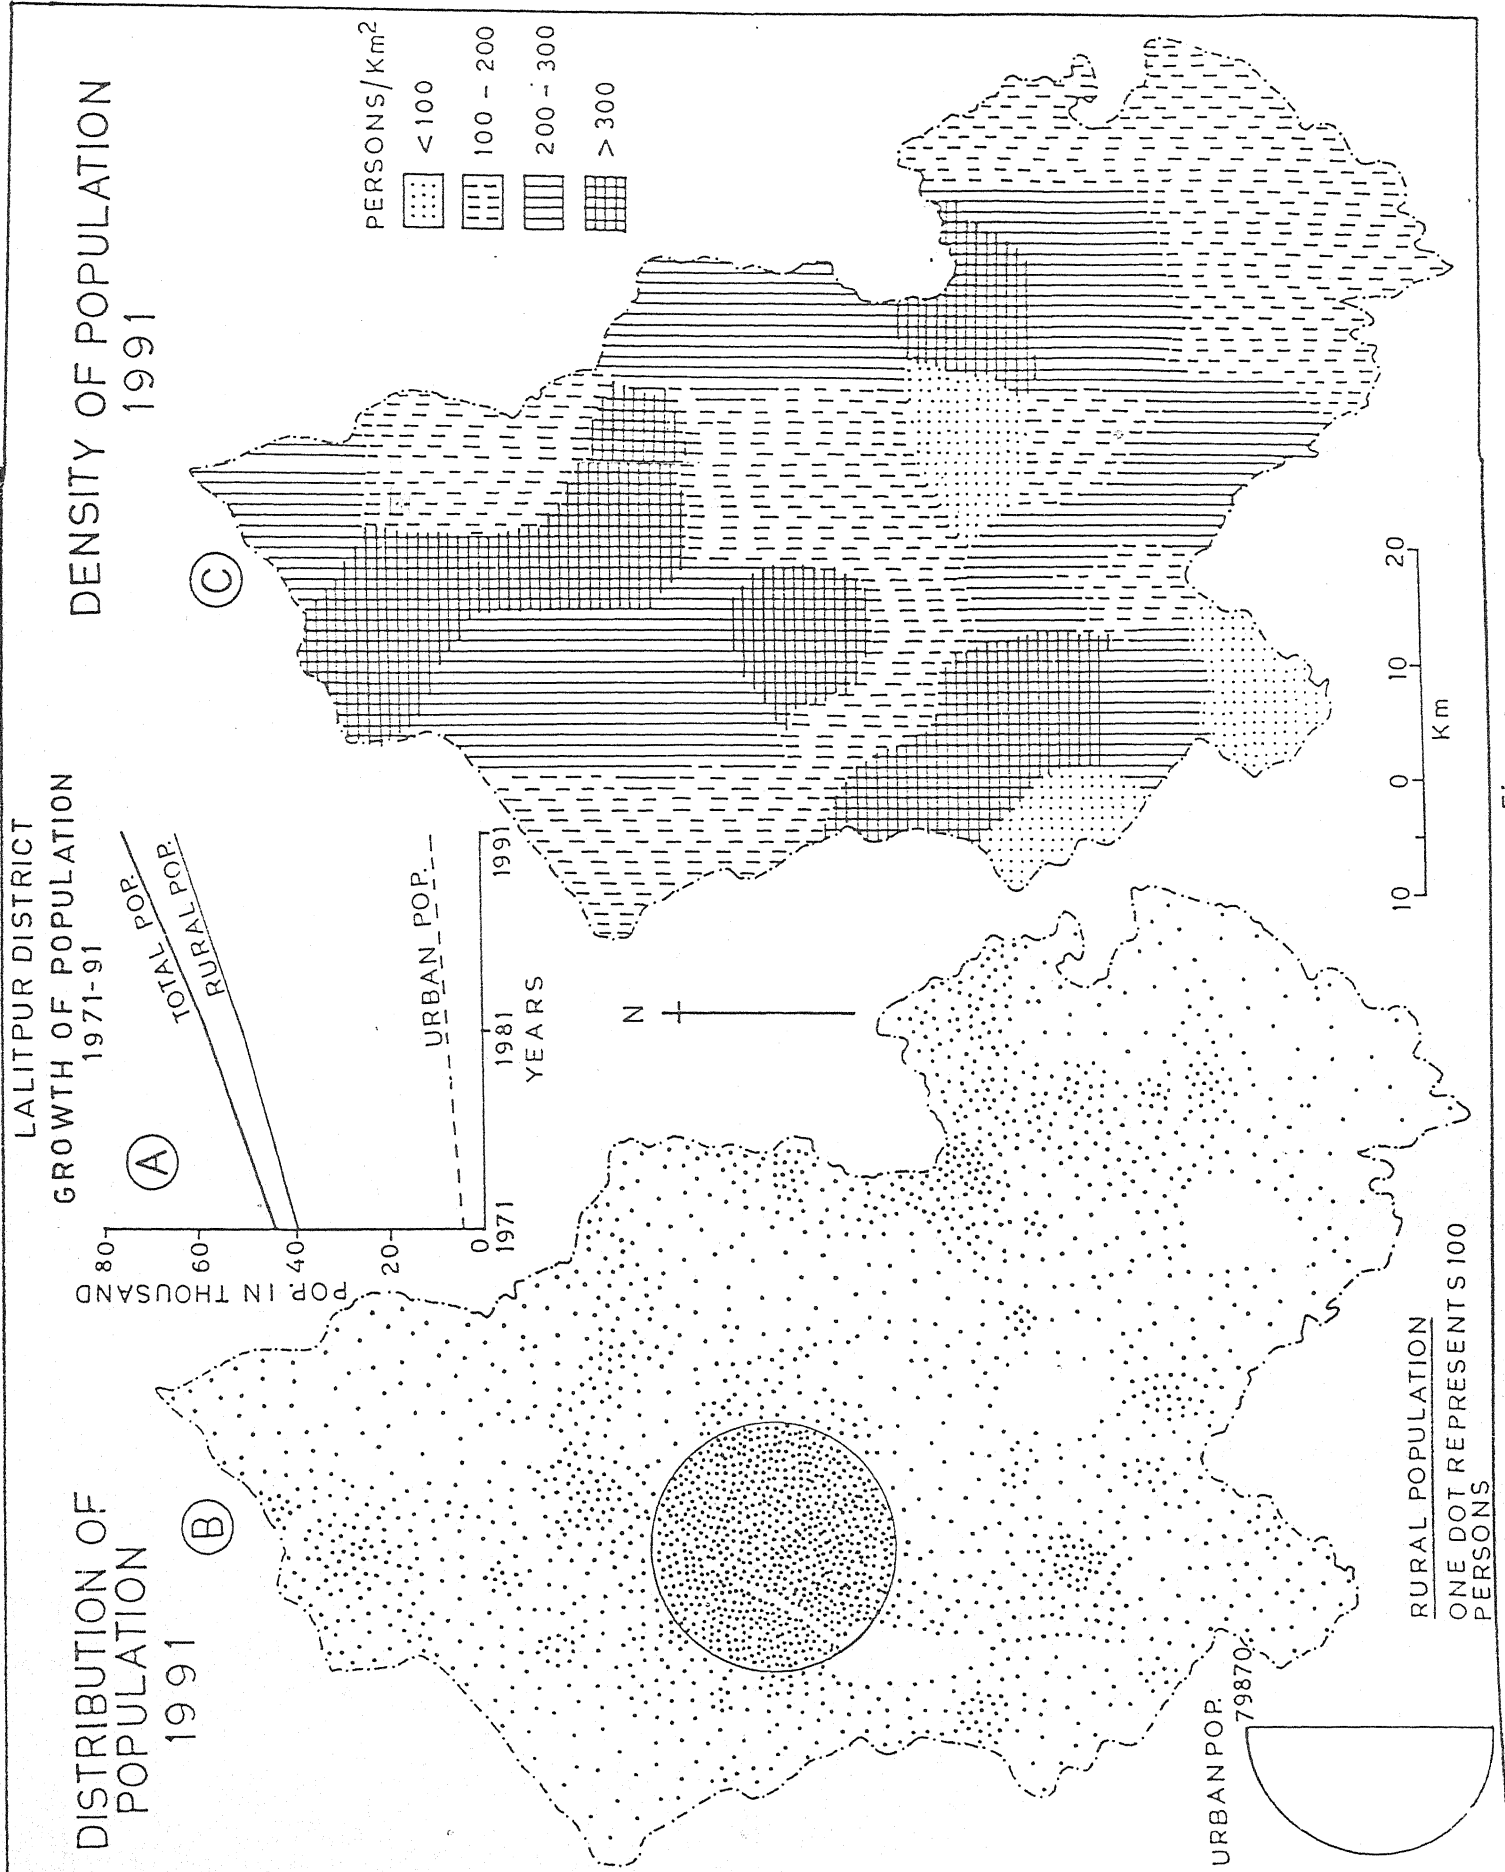 LALITPUR DISTRICT
GROWTH OF POPULATION
1971-91
A
80
60
40
20
0
POP. IN THOUSAND
TOTAL POP.
RURAL POP.
URBAN POP.
1971
1981
1991
YEARS
DISTRIBUTION OF
POPULATION
1991
B
N
URBAN POP.
79870
RURAL POPULATION
ONE DOT REPRESENTS 100
PERSONS
DENSITY OF POPULATION
1991
C
PERSONS/Km2
<100
100 - 200
200 - 300
> 300
10 0 10 20
Km